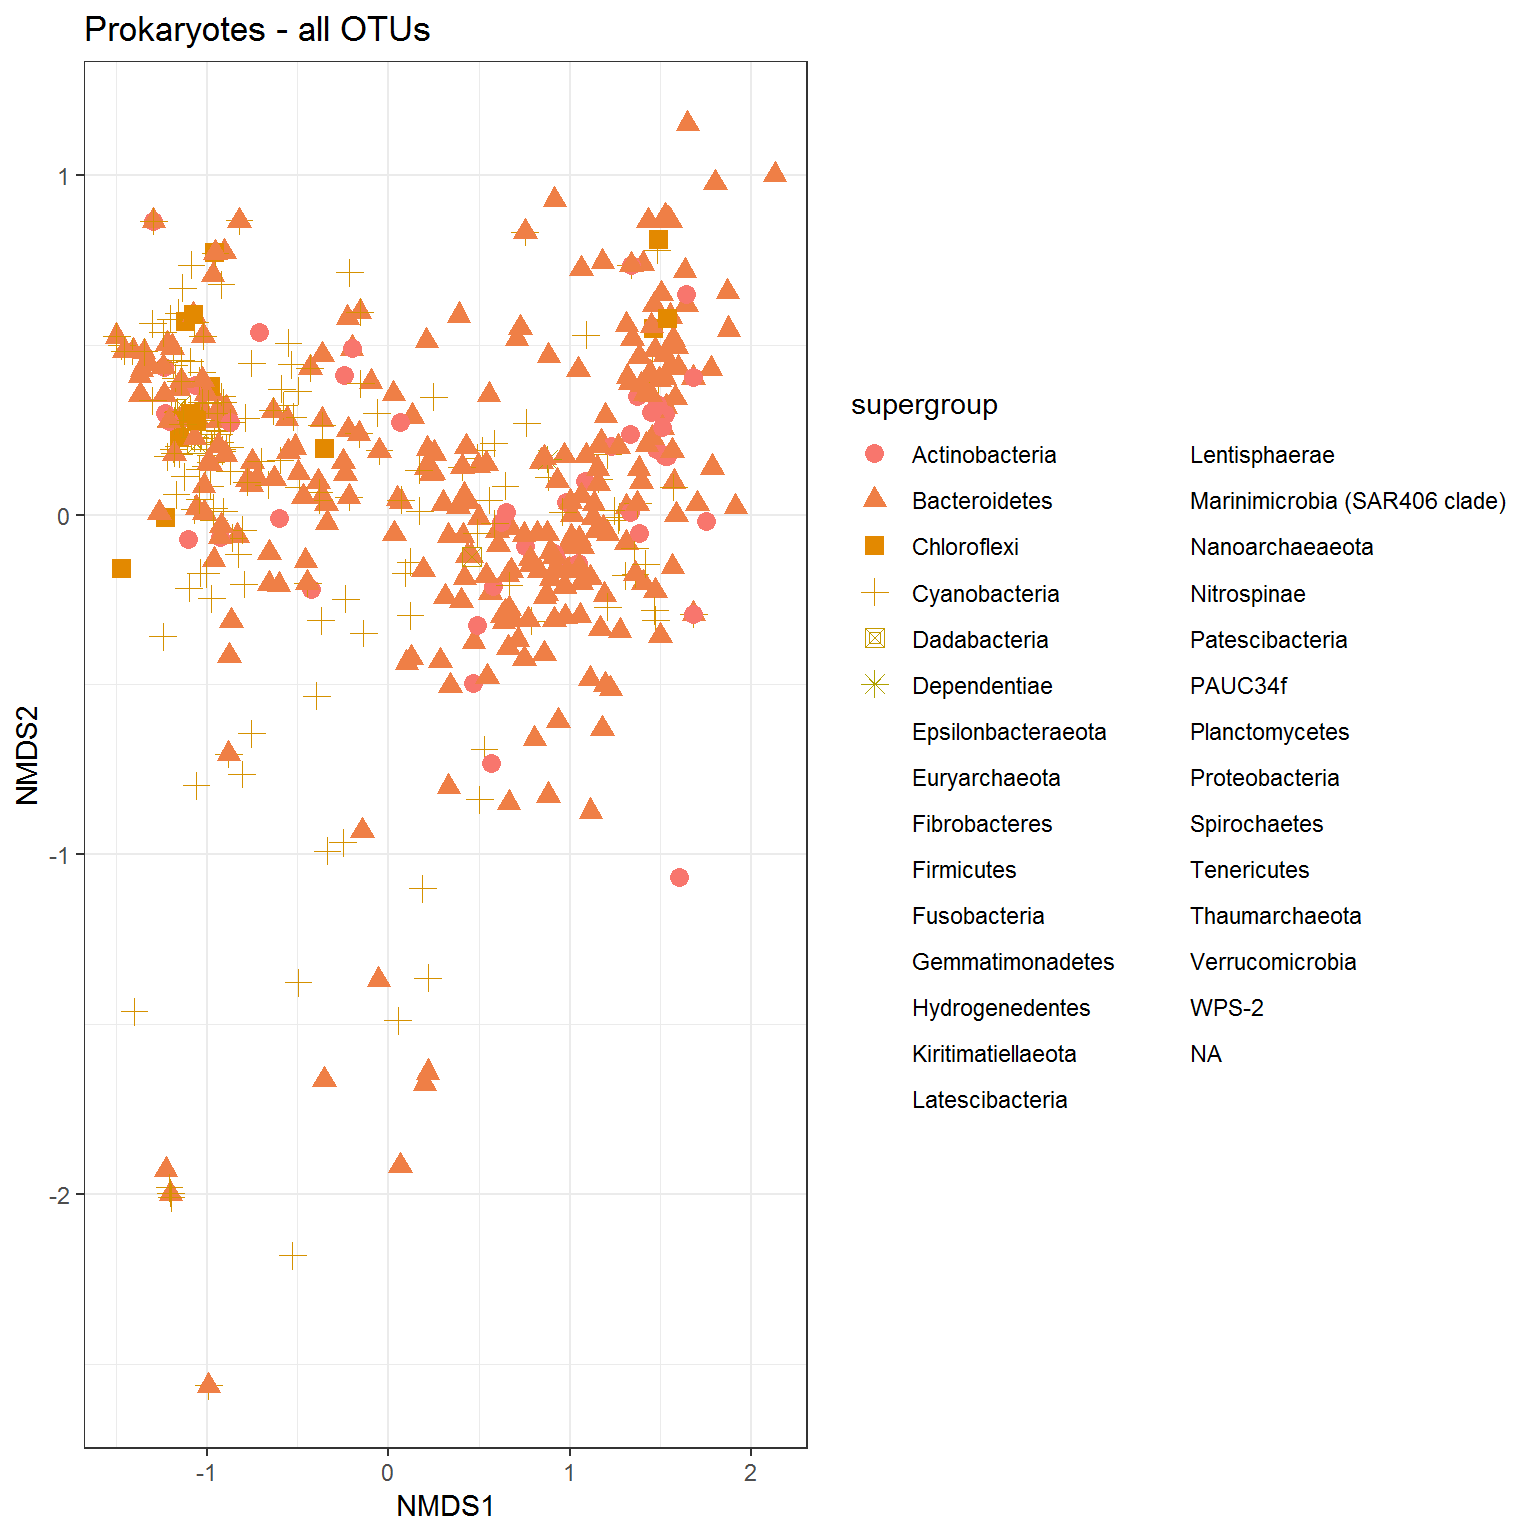 Prokaryotes - all OTUs
1
0
-1
-2
NMDS2
-1 0 1 2
NMDS1
supergroup
Actinobacteria
Bacteroidetes
Chloroflexi
Cyanobacteria
Dadabacteria
Dependentiae
Epsilonbacteraeota
Euryarchaeota
Fibrobacteres
Firmicutes
Fusobacteria
Gemmatimonadetes
Hydrogenedentes
Kiritimatiellaeota
Latescibacteria
Lentisphaerae
Marinimicrobia (SAR406 clade)
Nanoarchaeaeota
Nitrospinae
Patescibacteria
PAUC34f
Planctomycetes
Proteobacteria
Spirochaetes
Tenericutes
Thaumarchaeota
Verrucomicrobia
WPS-2
NA